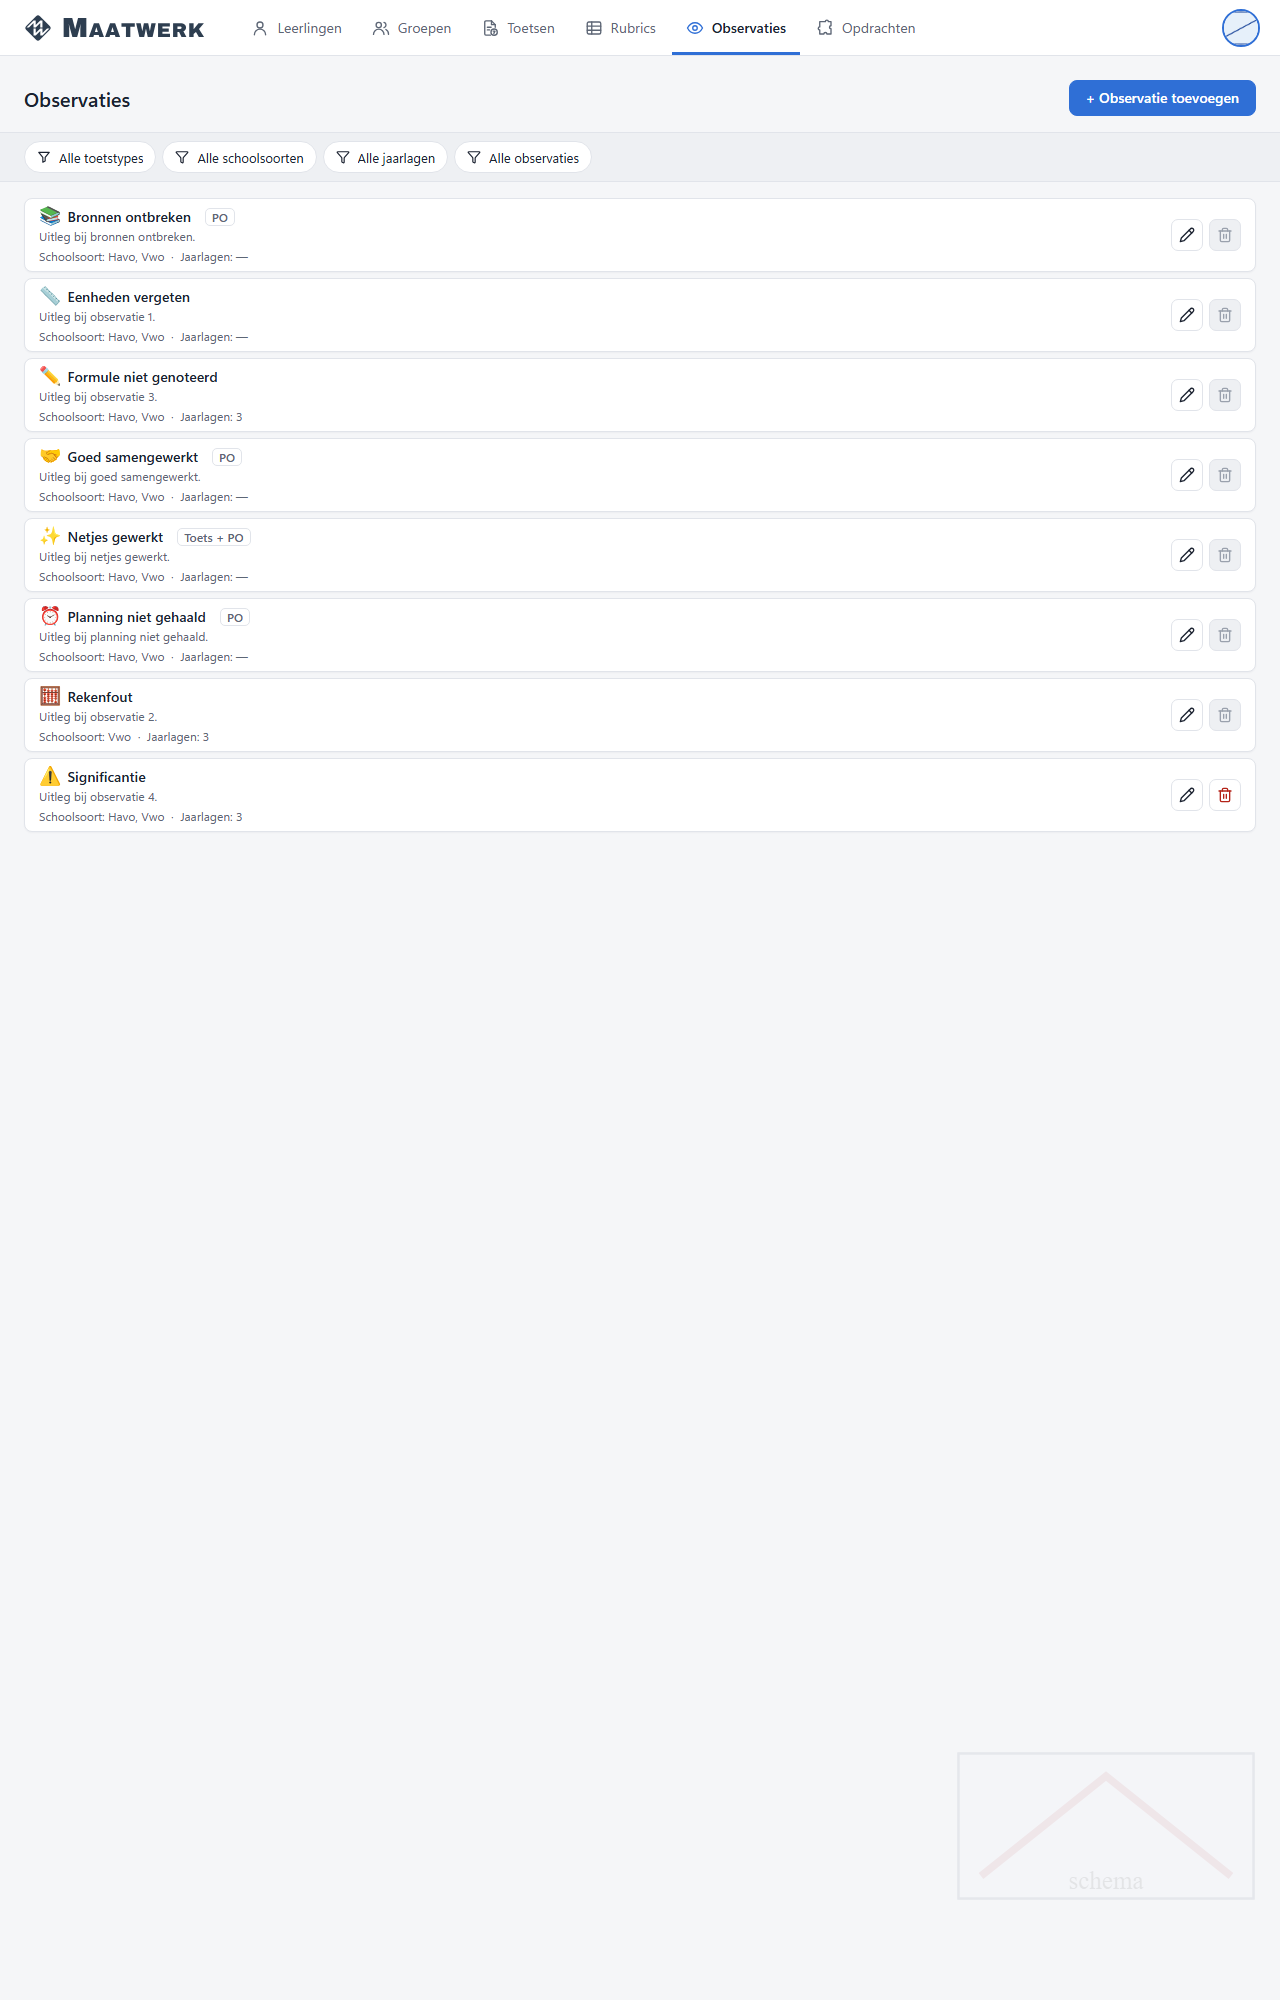 MAATWERK
Leerlingen
Groepen
Toetsen
Rubrics
Observaties
Opdrachten
Observaties
+ Observatie toevoegen
Alle toetstypes
Alle schoolsoorten
Alle jaarlagen
Alle observaties
Bronnen ontbreken PO
Uitleg bij bronnen ontbreken.
Schoolsoort: Havo, Vwo · Jaarlagen: —
Eenheden vergeten
Uitleg bij observatie 1.
Schoolsoort: Havo, Vwo · Jaarlagen: —
Formule niet genoteerd
Uitleg bij observatie 3.
Schoolsoort: Havo, Vwo · Jaarlagen: 3
Goed samengewerkt PO
Uitleg bij goed samengewerkt.
Schoolsoort: Havo, Vwo · Jaarlagen: —
Netjes gewerkt Toets + PO
Uitleg bij netjes gewerkt.
Schoolsoort: Havo, Vwo · Jaarlagen: —
Planning niet gehaald PO
Uitleg bij planning niet gehaald.
Schoolsoort: Havo, Vwo · Jaarlagen: —
Rekenfout
Uitleg bij observatie 2.
Schoolsoort: Vwo · Jaarlagen: 3
Significantie
Uitleg bij observatie 4.
Schoolsoort: Havo, Vwo · Jaarlagen: 3
schema